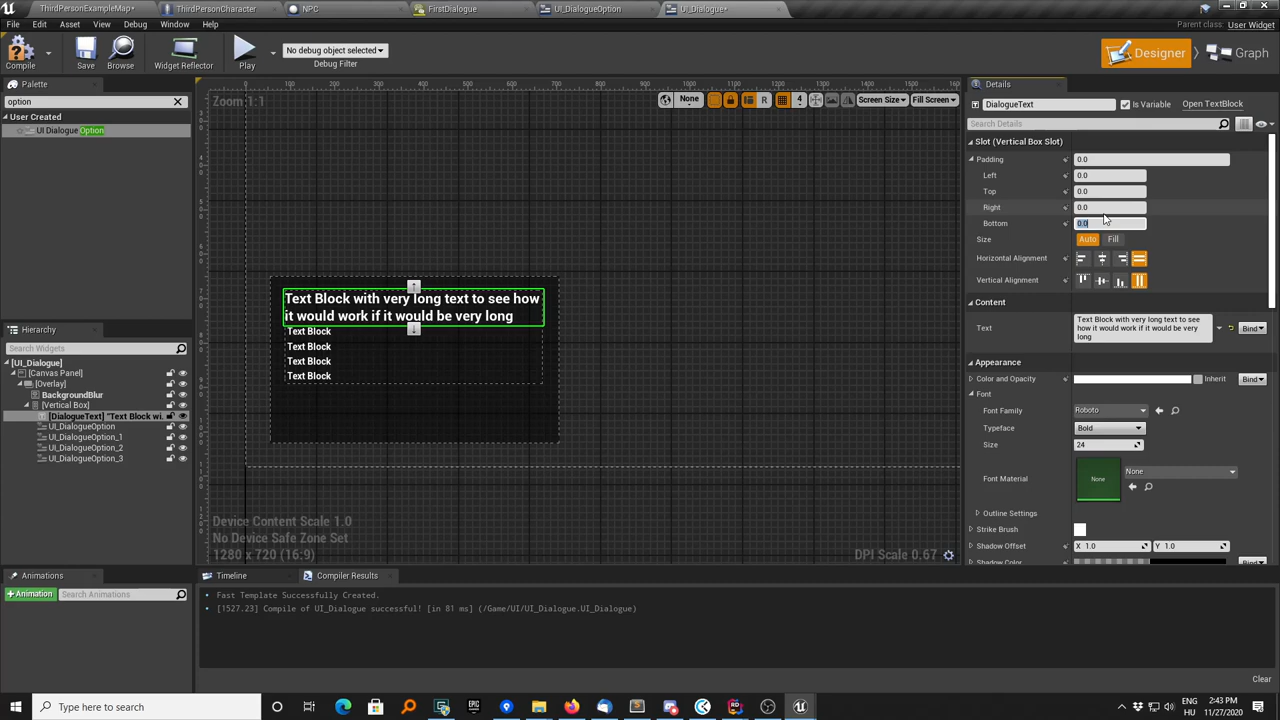 ThirdPersonExampleMap*
ThirdPersonCharacter
NPC
FirstDialogue
UI_DialogueOption
UI_Dialogue*
File
Edit
Asset
View
Debug
Window
Help
Parent class: User Widget
Compile
Save
Browse
Widget Reflector
Play
No debug object selected
Debug Filter
Designer
Graph
Palette
option
User Created
UI Dialogue Option
Zoom 1:1
None
R
4
Screen Size
Fill Screen
Text Block with very long text to see how
it would work if it would be very long
Text Block
Text Block
Text Block
Text Block
Device Content Scale 1.0
No Device Safe Zone Set
1280 x 720 (16:9)
DPI Scale 0.67
Hierarchy
Search Widgets
[UI_Dialogue]
[Canvas Panel]
[Overlay]
BackgroundBlur
[Vertical Box]
[DialogueText] "Text Block wi.
UI_DialogueOption
UI_DialogueOption_1
UI_DialogueOption_2
UI_DialogueOption_3
Details
DialogueText
Is Variable
Open TextBlock
Search Details
Slot (Vertical Box Slot)
Padding 0.0
Left 0.0
Top 0.0
Right 0.0
Bottom 0.0
Size Auto Fill
Horizontal Alignment
Vertical Alignment
Content
Text
Text Block with very long text to see
how it would work if it would be very
long
Bind
Appearance
Color and Opacity
Inherit
Bind
Font
Font Family Roboto
Typeface Bold
Size 24
Font Material None None
Outline Settings
Strike Brush
Shadow Offset X 1.0 Y 1.0
Shadow Color
Bind
Animations
+ Animation
Search Animations
Timeline
Compiler Results
Fast Template Successfully Created.
[1527.23] Compile of UI_Dialogue successful! [in 81 ms] (/Game/UI/UI_Dialogue.UI_Dialogue)
Clear
Type here to search
ENG
HU
2:43 PM
11/27/2020